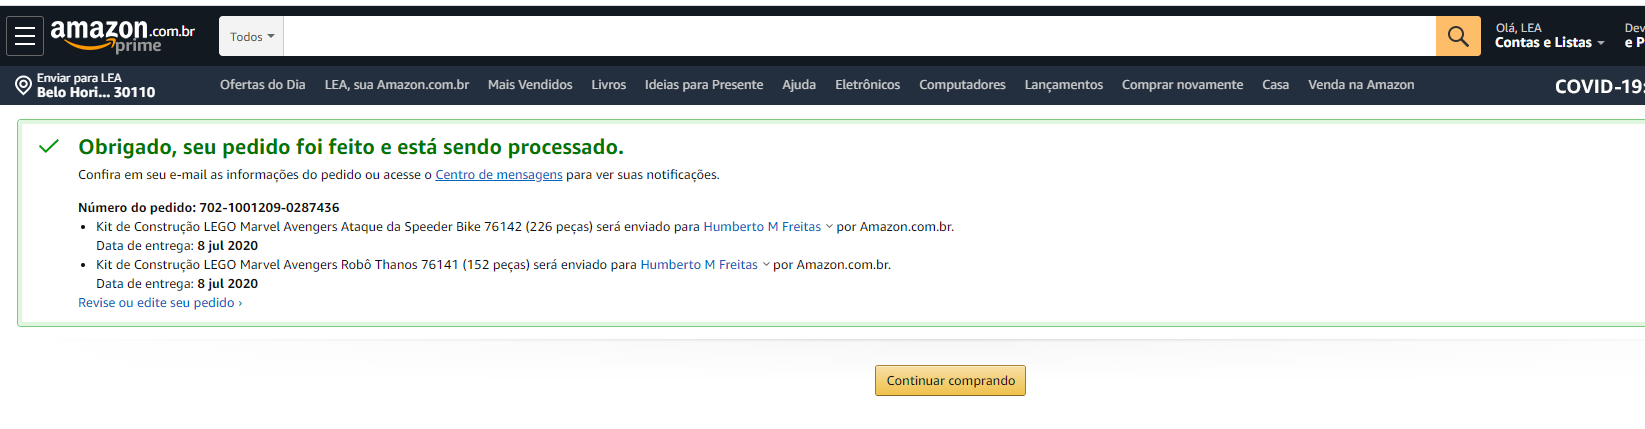 amazon.com.br
prime
Todos
Olá, LEA
Contas e Listas
Dev
e P
Enviar para LEA
Belo Hori... 30110
Ofertas do Dia LEA, sua Amazon.com.br Mais Vendidos Livros Ideias para Presente Ajuda Eletrônicos Computadores Lançamentos Comprar novamente Casa Venda na Amazon COVID-19:
Obrigado, seu pedido foi feito e está sendo processado.
Confira em seu e-mail as informações do pedido ou acesse o Centro de mensagens para ver suas notificações.
Número do pedido: 702-1001209-0287436
• Kit de Construção LEGO Marvel Avengers Ataque da Speeder Bike 76142 (226 peças) será enviado para Humberto M Freitas por Amazon.com.br.
Data de entrega: 8 jul 2020
• Kit de Construção LEGO Marvel Avengers Robô Thanos 76141 (152 peças) será enviado para Humberto M Freitas por Amazon.com.br.
Data de entrega: 8 jul 2020
Revise ou edite seu pedido ›
Continuar comprando